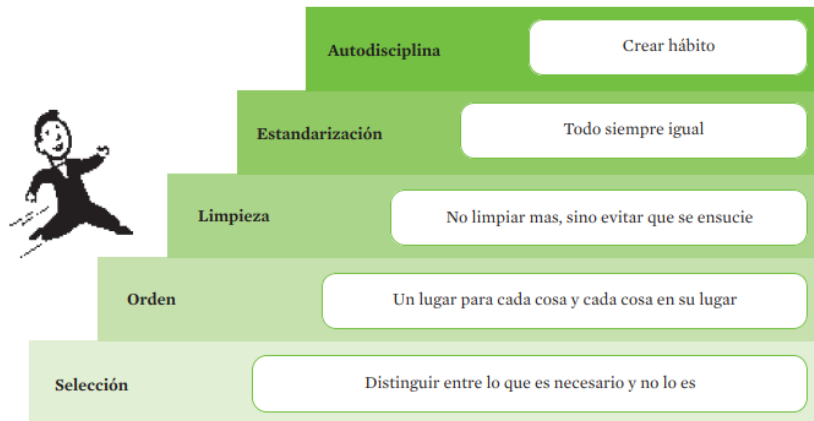 Autodisciplina
Crear hábito
Estandarización
Todo siempre igual
Limpieza
No limpiar mas, sino evitar que se ensucie
Orden
Un lugar para cada cosa y cada cosa en su lugar
Selección
Distinguir entre lo que es necesario y no lo es